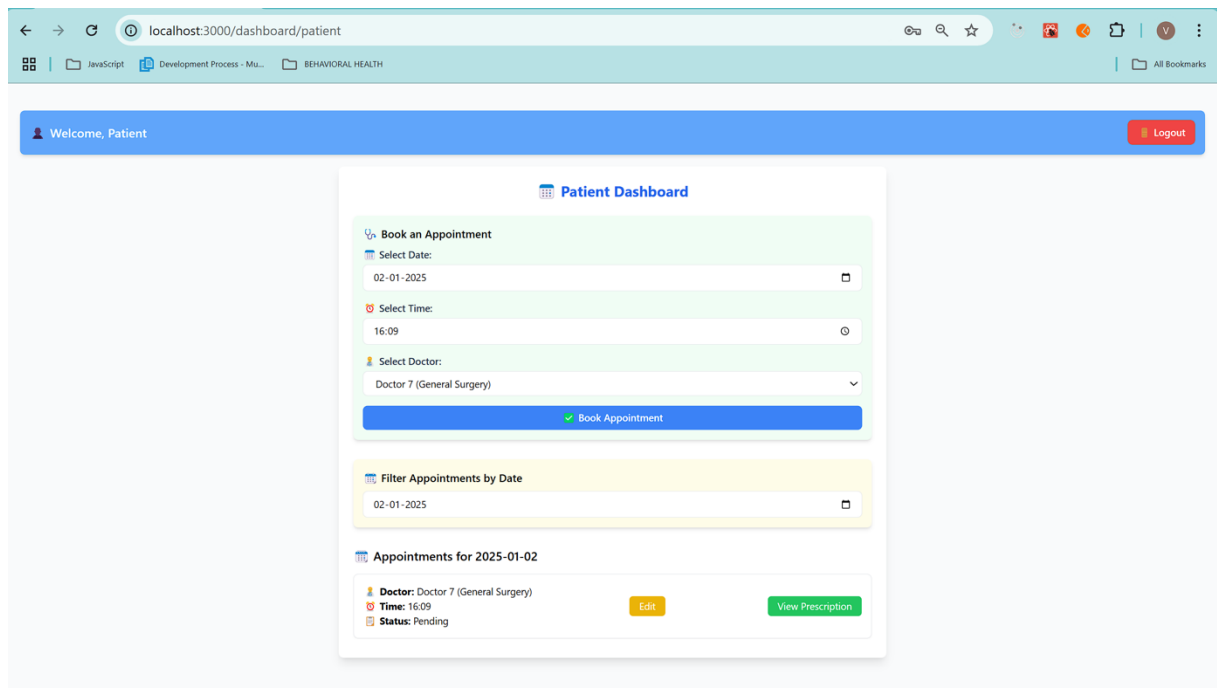 localhost:3000/dashboard/patient
V
JavaScript
Development Process - Mu...
BEHAVIORAL HEALTH
All Bookmarks
Welcome, Patient
Logout
Patient Dashboard
Book an Appointment
Select Date:
02-01-2025
Select Time:
16:09
Select Doctor:
Doctor 7 (General Surgery)
Book Appointment
Filter Appointments by Date
02-01-2025
Appointments for 2025-01-02
Doctor: Doctor 7 (General Surgery)
Time: 16:09
Status: Pending
Edit
View Prescription